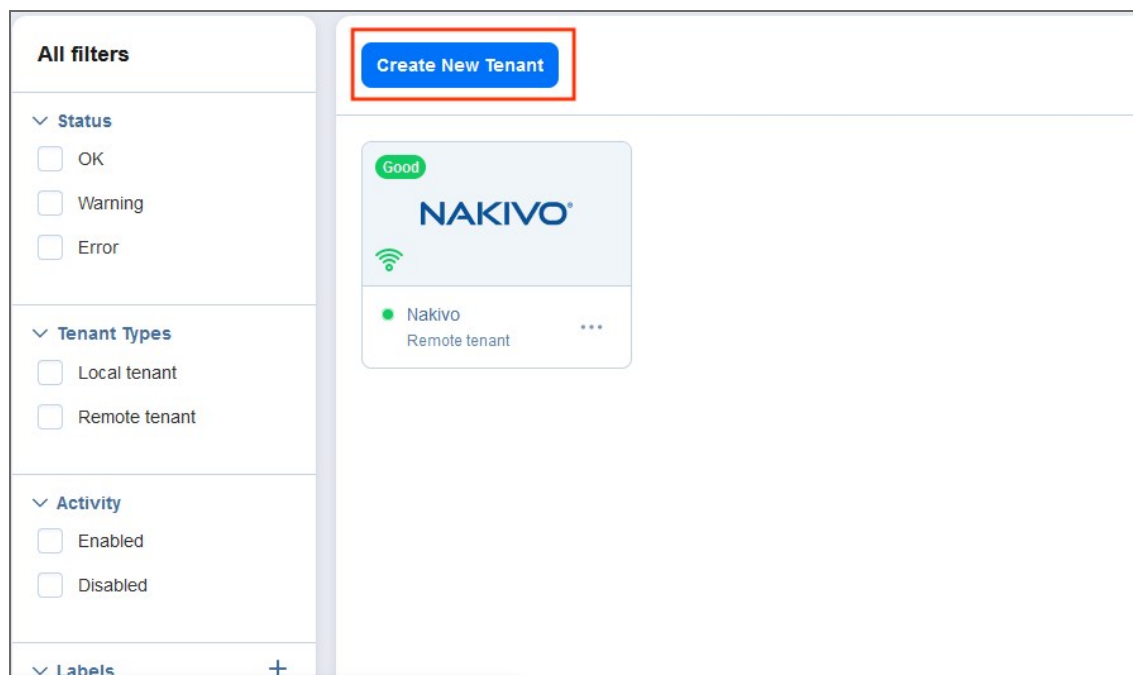 All filters
Status
OK
Warning
Error
Tenant Types
Local tenant
Remote tenant
Activity
Enabled
Disabled
Labels
Create New Tenant
Good
NAKIVO®
Nakivo
Remote tenant